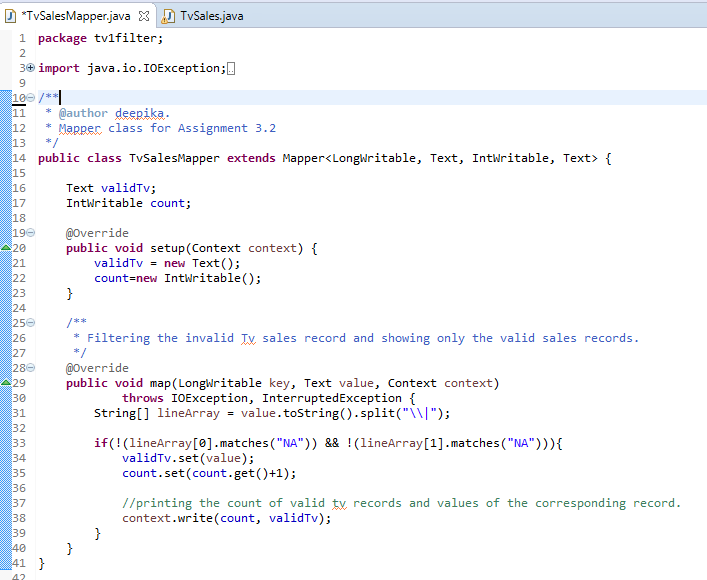 *TvSalesMapper.java TvSales.java
1 package tv1filter;
2
3 import java.io.IOException;
9
10 /**
11  * @author deepika.
12  * Mapper class for Assignment 3.2
13  */
14 public class TvSalesMapper extends Mapper<LongWritable, Text, IntWritable, Text> {
15
16     Text validTv;
17     IntWritable count;
18
19     @Override
20     public void setup(Context context) {
21         validTv = new Text();
22         count=new IntWritable();
23     }
24
25     /**
26      * Filtering the invalid Tv sales record and showing only the valid sales records.
27      */
28     @Override
29     public void map(LongWritable key, Text value, Context context)
30             throws IOException, InterruptedException {
31         String[] lineArray = value.toString().split("\\|");
32
33         if(!(lineArray[0].matches("NA")) && !(lineArray[1].matches("NA"))){
34             validTv.set(value);
35             count.set(count.get()+1);
36
37             //printing the count of valid tv records and values of the corresponding record.
38             context.write(count, validTv);
39         }
40     }
41 }
42